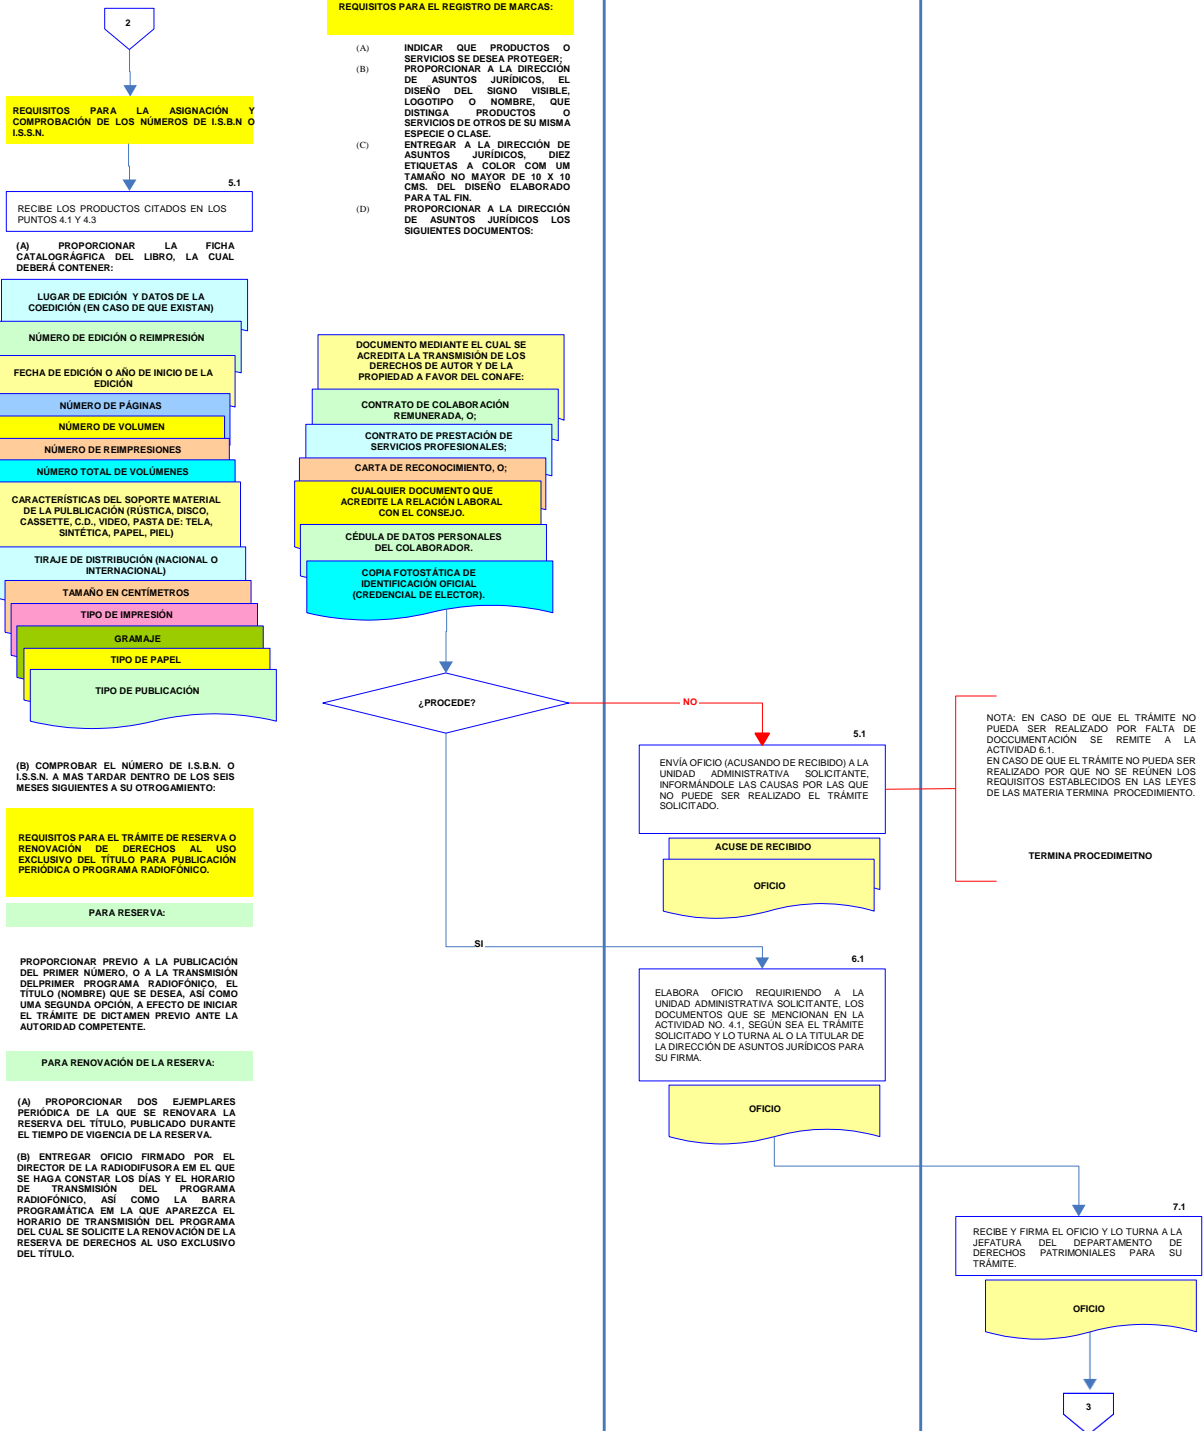 2
REQUISITOS PARA LA ASIGNACIÓN Y
COMPROBACIÓN DE LOS NÚMEROS DE I.S.B.N O
I.S.S.N.
5.1
RECIBE LOS PRODUCTOS CITADOS EN LOS
PUNTOS 4.1 Y 4.3
(A) PROPORCIONAR LA FICHA
CATALOGRÁGFICA DEL LIBRO, LA CUAL
DEBERÁ CONTENER:
LUGAR DE EDICIÓN Y DATOS DE LA
COEDICIÓN (EN CASO DE QUE EXISTAN)
NÚMERO DE EDICIÓN O REIMPRESIÓN
FECHA DE EDICIÓN O AÑO DE INICIO DE LA
EDICIÓN
NÚMERO DE PÁGINAS
NÚMERO DE VOLUMEN
NÚMERO DE REIMPRESIONES
NÚMERO TOTAL DE VOLÚMENES
CARACTERÍSTICAS DEL SOPORTE MATERIAL
DE LA PULBLICACIÓN (RÚSTICA, DISCO,
CASSETTE, C.D., VIDEO, PASTA DE: TELA,
SINTÉTICA, PAPEL, PIEL)
TIRAJE DE DISTRIBUCIÓN (NACIONAL O
INTERNACIONAL)
TAMAÑO EN CENTÍMETROS
TIPO DE IMPRESIÓN
GRAMAJE
TIPO DE PAPEL
TIPO DE PUBLICACIÓN
(B) COMPROBAR EL NÚMERO DE I.S.B.N. O
I.S.S.N. A MAS TARDAR DENTRO DE LOS SEIS
MESES SIGUIENTES A SU OTROGAMIENTO:
REQUISITOS PARA EL TRÁMITE DE RESERVA O
RENOVACIÓN DE DERECHOS AL USO
EXCLUSIVO DEL TÍTULO PARA PUBLICACIÓN
PERIÓDICA O PROGRAMA RADIOFÓNICO.
PARA RESERVA:
PROPORCIONAR PREVIO A LA PUBLICACIÓN
DEL PRIMER NÚMERO, O A LA TRANSMISIÓN
DELPRIMER PROGRAMA RADIOFÓNICO, EL
TÍTULO (NOMBRE) QUE SE DESEA, ASÍ COMO
UMA SEGUNDA OPCIÓN, A EFECTO DE INICIAR
EL TRÁMITE DE DICTAMEN PREVIO ANTE LA
AUTORIDAD COMPETENTE.
PARA RENOVACIÓN DE LA RESERVA:
(A) PROPORCIONAR DOS EJEMPLARES
PERIÓDICA DE LA QUE SE RENOVARA LA
RESERVA DEL TÍTULO, PUBLICADO DURANTE
EL TIEMPO DE VIGENCIA DE LA RESERVA.
(B) ENTREGAR OFICIO FIRMADO POR EL
DIRECTOR DE LA RADIODIFUSORA EM EL QUE
SE HAGA CONSTAR LOS DÍAS Y EL HORARIO
DE TRANSMISIÓN DEL PROGRAMA
RADIOFÓNICO, ASÍ COMO LA BARRA
PROGRAMÁTICA EM LA QUE APAREZCA EL
HORARIO DE TRANSMISIÓN DEL PROGRAMA
DEL CUAL SE SOLICITE LA RENOVACIÓN DE LA
RESERVA DE DERECHOS AL USO EXCLUSIVO
DEL TÍTULO.
REQUISITOS PARA EL REGISTRO DE MARCAS:
(A) INDICAR QUE PRODUCTOS O
SERVICIOS SE DESEA PROTEGER;
(B) PROPORCIONAR A LA DIRECCIÓN
DE ASUNTOS JURÍDICOS, EL
DISEÑO DEL SIGNO VISIBLE,
LOGOTIPO O NOMBRE, QUE
DISTINGA PRODUCTOS O
SERVICIOS DE OTROS DE SU MISMA
ESPECIE O CLASE.
(C) ENTREGAR A LA DIRECCIÓN DE
ASUNTOS JURÍDICOS, DIEZ
ETIQUETAS A COLOR COM UM
TAMAÑO NO MAYOR DE 10 X 10
CMS. DEL DISEÑO ELABORADO
PARA TAL FIN.
(D) PROPORCIONAR A LA DIRECCIÓN
DE ASUNTOS JURÍDICOS LOS
SIGUIENTES DOCUMENTOS:
DOCUMENTO MEDIANTE EL CUAL SE
ACREDITA LA TRANSMISIÓN DE LOS
DERECHOS DE AUTOR Y DE LA
PROPIEDAD A FAVOR DEL CONAFE:
CONTRATO DE COLABORACIÓN
REMUNERADA, O;
CONTRATO DE PRESTACIÓN DE
SERVICIOS PROFESIONALES;
CARTA DE RECONOCIMIENTO, O;
CUALQUIER DOCUMENTO QUE
ACREDITE LA RELACIÓN LABORAL
CON EL CONSEJO.
CÉDULA DE DATOS PERSONALES
DEL COLABORADOR.
COPIA FOTOSTÁTICA DE
IDENTIFICACIÓN OFICIAL
(CREDENCIAL DE ELECTOR).
¿PROCEDE?
NO
SI
5.1
ENVÍA OFICIO (ACUSANDO DE RECIBIDO) A LA
UNIDAD ADMINISTRATIVA SOLICITANTE,
INFORMÁNDOLE LAS CAUSAS POR LAS QUE
NO PUEDE SER REALIZADO EL TRÁMITE
SOLICITADO.
ACUSE DE RECIBIDO
OFICIO
NOTA: EN CASO DE QUE EL TRÁMITE NO
PUEDA SER REALIZADO POR FALTA DE
DOCCUMENTACIÓN SE REMITE A LA
ACTIVIDAD 6.1.
EN CASO DE QUE EL TRÁMITE NO PUEDA SER
REALIZADO POR QUE NO SE REÚNEN LOS
REQUISITOS ESTABLECIDOS EN LAS LEYES
DE LAS MATERIA TERMINA PROCEDIMIENTO.
TERMINA PROCEDIMEITNO
6.1
ELABORA OFICIO REQUIRIENDO A LA
UNIDAD ADMINISTRATIVA SOLICITANTE, LOS
DOCUMENTOS QUE SE MENCIONAN EN LA
ACTIVIDAD NO. 4.1, SEGÚN SEA EL TRÁMITE
SOLICITADO Y LO TURNA AL O LA TITULAR DE
LA DIRECCIÓN DE ASUNTOS JURÍDICOS PARA
SU FIRMA.
OFICIO
7.1
RECIBE Y FIRMA EL OFICIO Y LO TURNA A LA
JEFATURA DEL DEPARTAMENTO DE
DERECHOS PATRIMONIALES PARA SU
TRÁMITE.
OFICIO
3